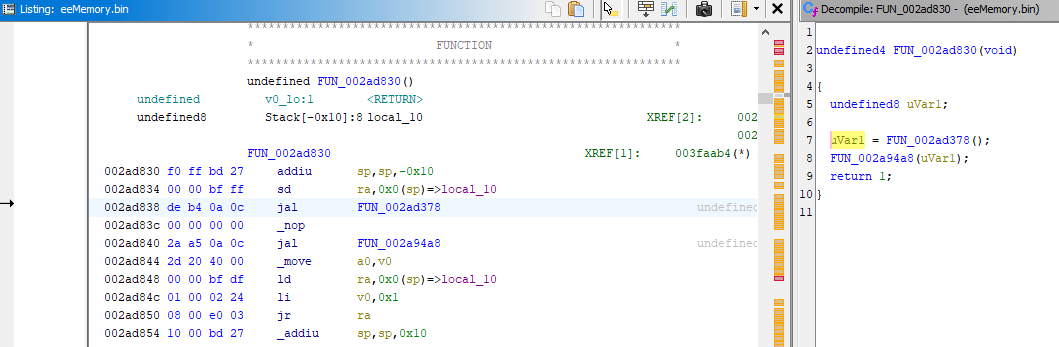 Listing: eeMemory.bin
************************************************************
* FUNCTION *
************************************************************
undefined FUN_002ad830()
undefined v0_lo:1 <RETURN>
undefined8 Stack[-0x10]:8 local_10 XREF[2]: 002
002
FUN_002ad830 XREF[1]: 003faab4(*)
002ad830 f0 ff bd 27 addiu sp,sp,-0x10
002ad834 00 00 bf ff sd ra,0x0(sp)=>local_10
002ad838 de b4 0a 0c jal FUN_002ad378 undefined
002ad83c 00 00 00 00 _nop
002ad840 2a a5 0a 0c jal FUN_002a94a8 undefined
002ad844 2d 20 40 00 _move a0,v0
002ad848 00 00 bf df ld ra,0x0(sp)=>local_10
002ad84c 01 00 02 24 li v0,0x1
002ad850 08 00 e0 03 jr ra
002ad854 10 00 bd 27 _addiu sp,sp,0x10
Decompile: FUN_002ad830 - (eeMemory.bin)
1
2 undefined4 FUN_002ad830(void)
3
4 {
5 undefined8 uVar1;
6
7 uVar1 = FUN_002ad378();
8 FUN_002a94a8(uVar1);
9 return 1;
10 }
11